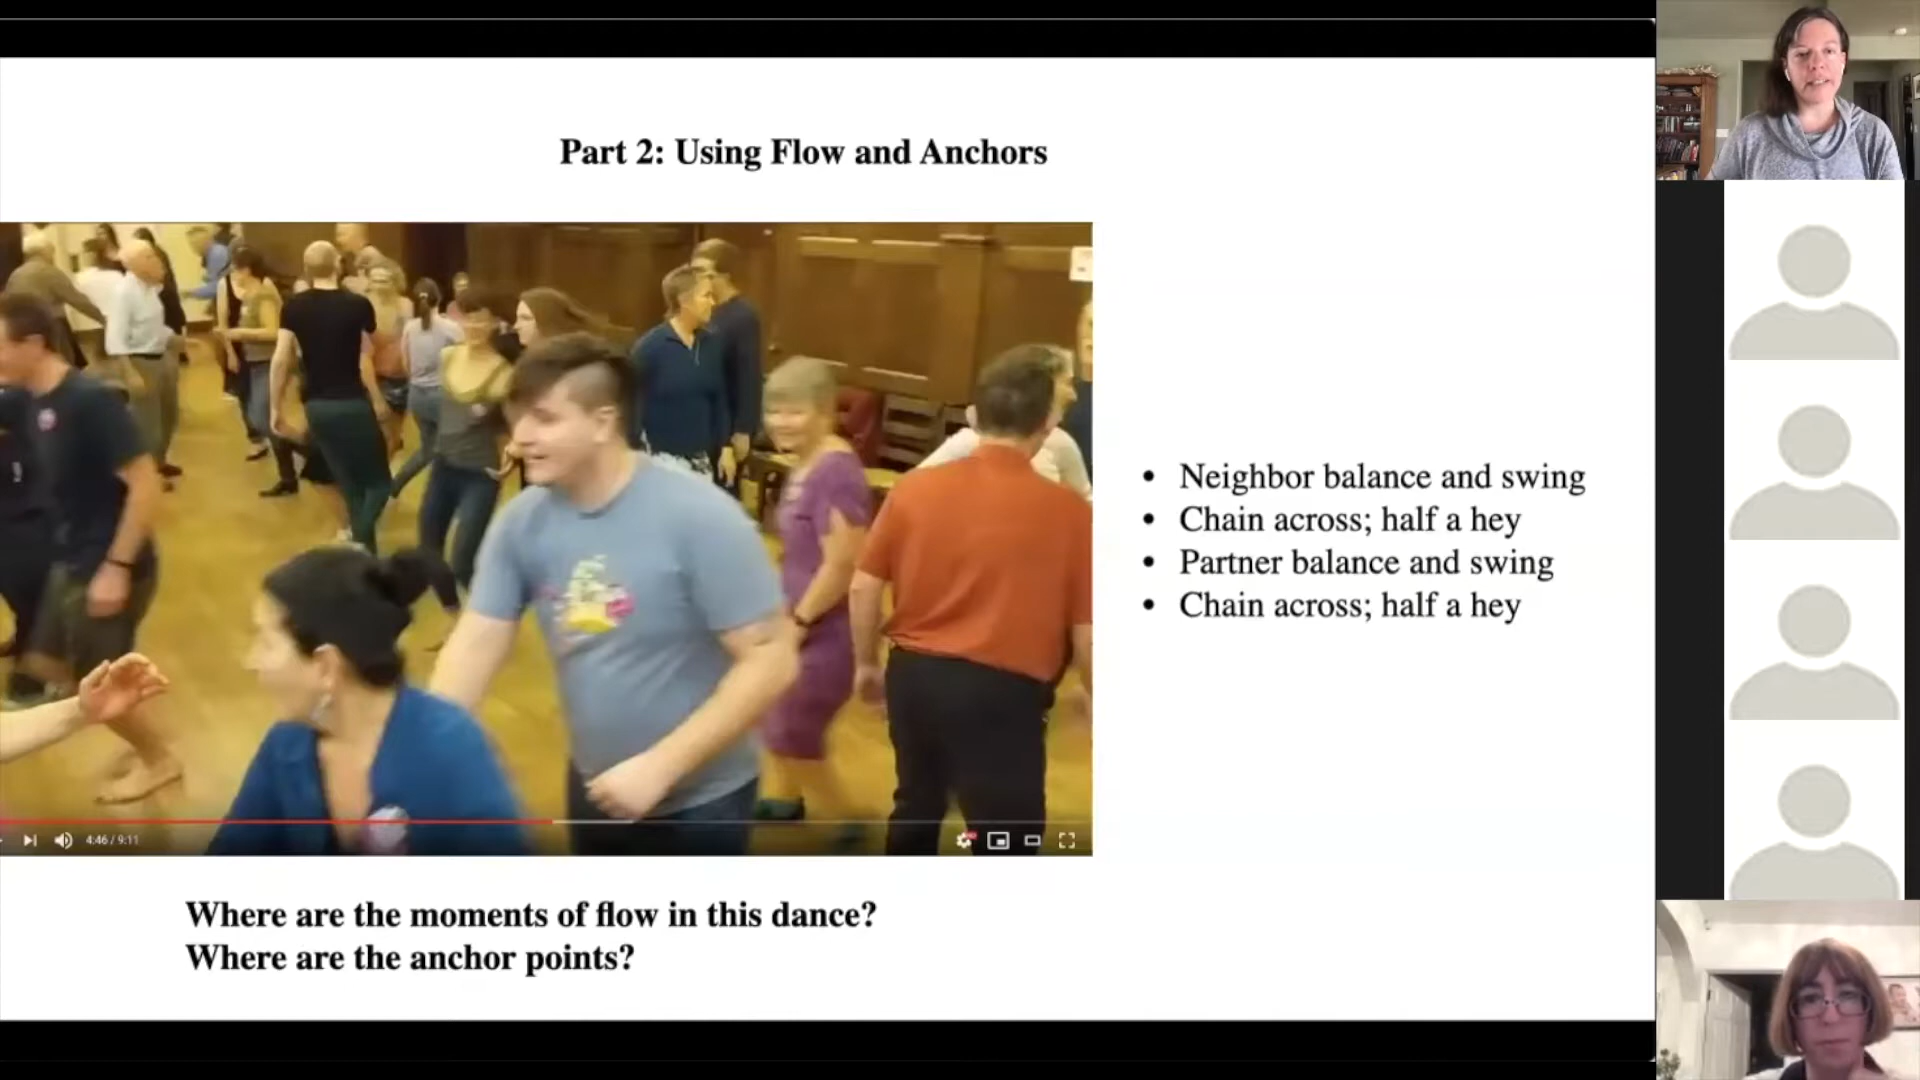 Part 2: Using Flow and Anchors
• Neighbor balance and swing
• Chain across; half a hey
• Partner balance and swing
• Chain across; half a hey
4:46 / 9:11
Where are the moments of flow in this dance?
Where are the anchor points?